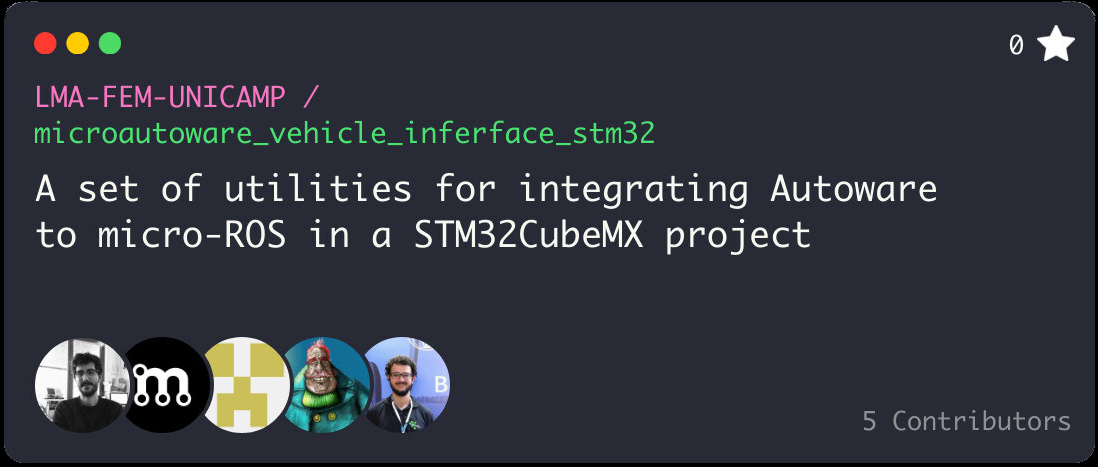 0
LMA-FEM-UNICAMP /
microautoware_vehicle_inferface_stm32
A set of utilities for integrating Autoware
to micro-ROS in a STM32CubeMX project
m
B
5 Contributors